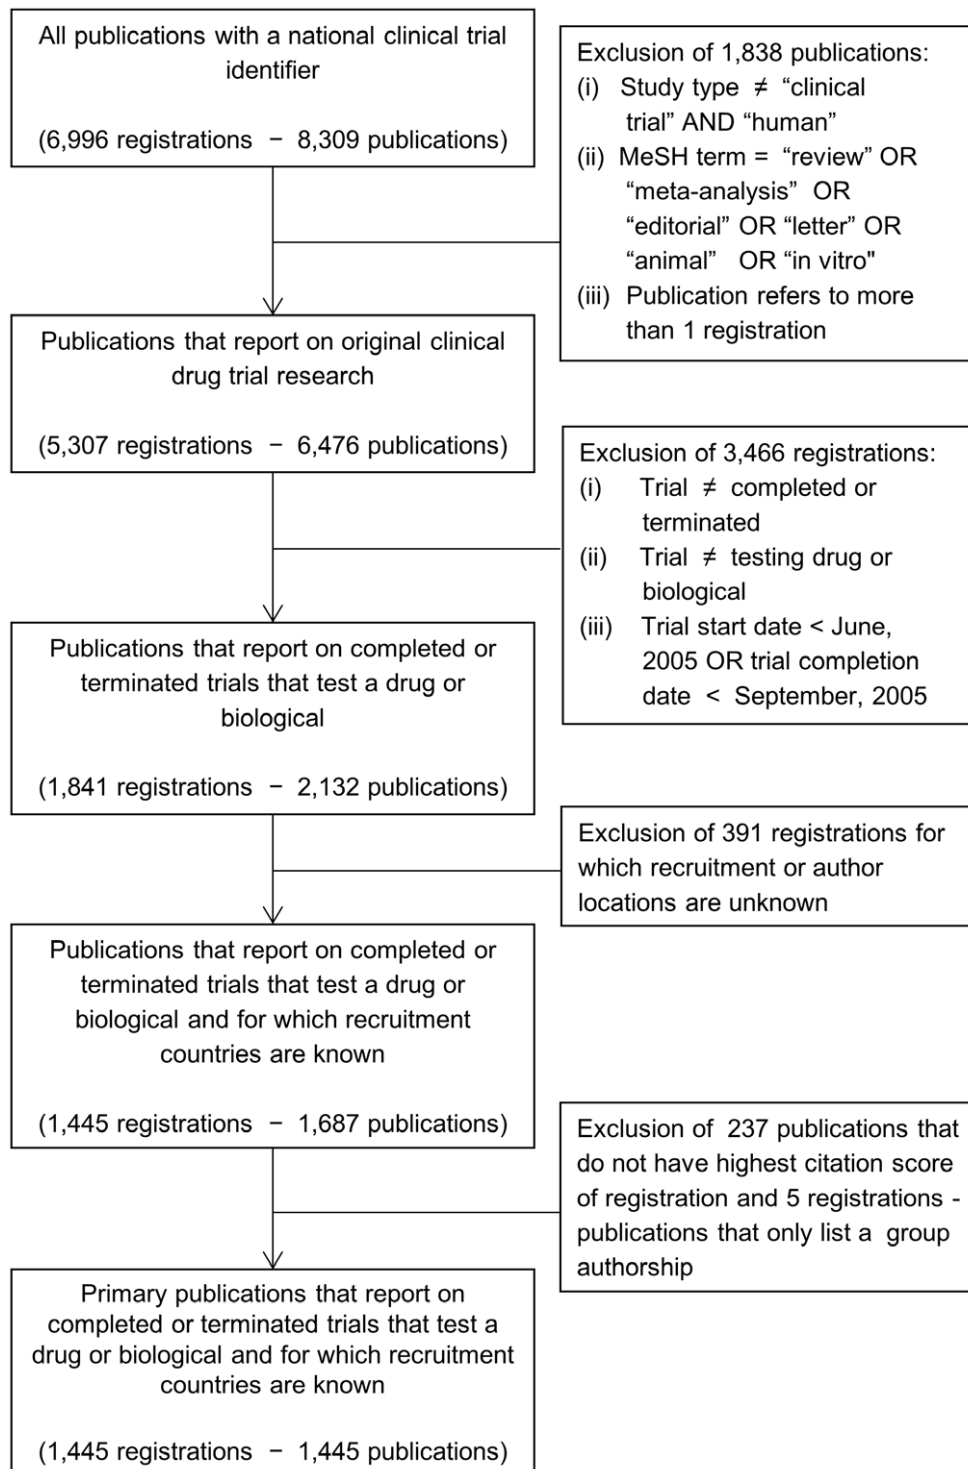 All publications with a national clinical trial
identifier
(6,996 registrations − 8,309 publications)
Exclusion of 1,838 publications:
(i) Study type ≠ “clinical
trial” AND “human”
(ii) MeSH term = “review” OR
“meta-analysis” OR
“editorial” OR “letter” OR
“animal” OR “in vitro"
(iii) Publication refers to more
than 1 registration
Publications that report on original clinical
drug trial research
(5,307 registrations − 6,476 publications)
Exclusion of 3,466 registrations:
(i) Trial ≠ completed or
terminated
(ii) Trial ≠ testing drug or
biological
(iii) Trial start date < June,
2005 OR trial completion
date < September, 2005
Publications that report on completed or
terminated trials that test a drug or
biological
(1,841 registrations − 2,132 publications)
Exclusion of 391 registrations for
which recruitment or author
locations are unknown
Publications that report on completed or
terminated trials that test a drug or
biological and for which recruitment
countries are known
(1,445 registrations − 1,687 publications)
Exclusion of 237 publications that
do not have highest citation score
of registration and 5 registrations -
publications that only list a group
authorship
Primary publications that report on
completed or terminated trials that test a
drug or biological and for which recruitment
countries are known
(1,445 registrations − 1,445 publications)